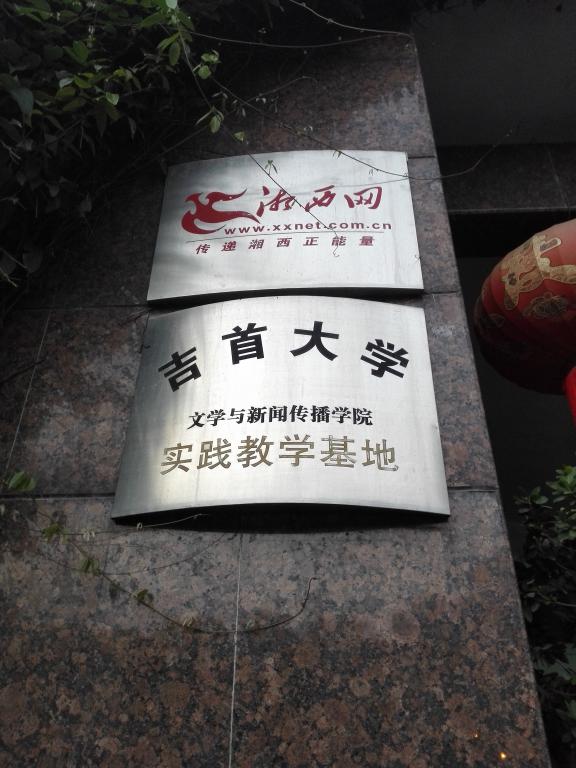 湘西网
www.xxnet.com.cn
传递湘西正能量
吉首大学
文学与新闻传播学院
实践教学基地